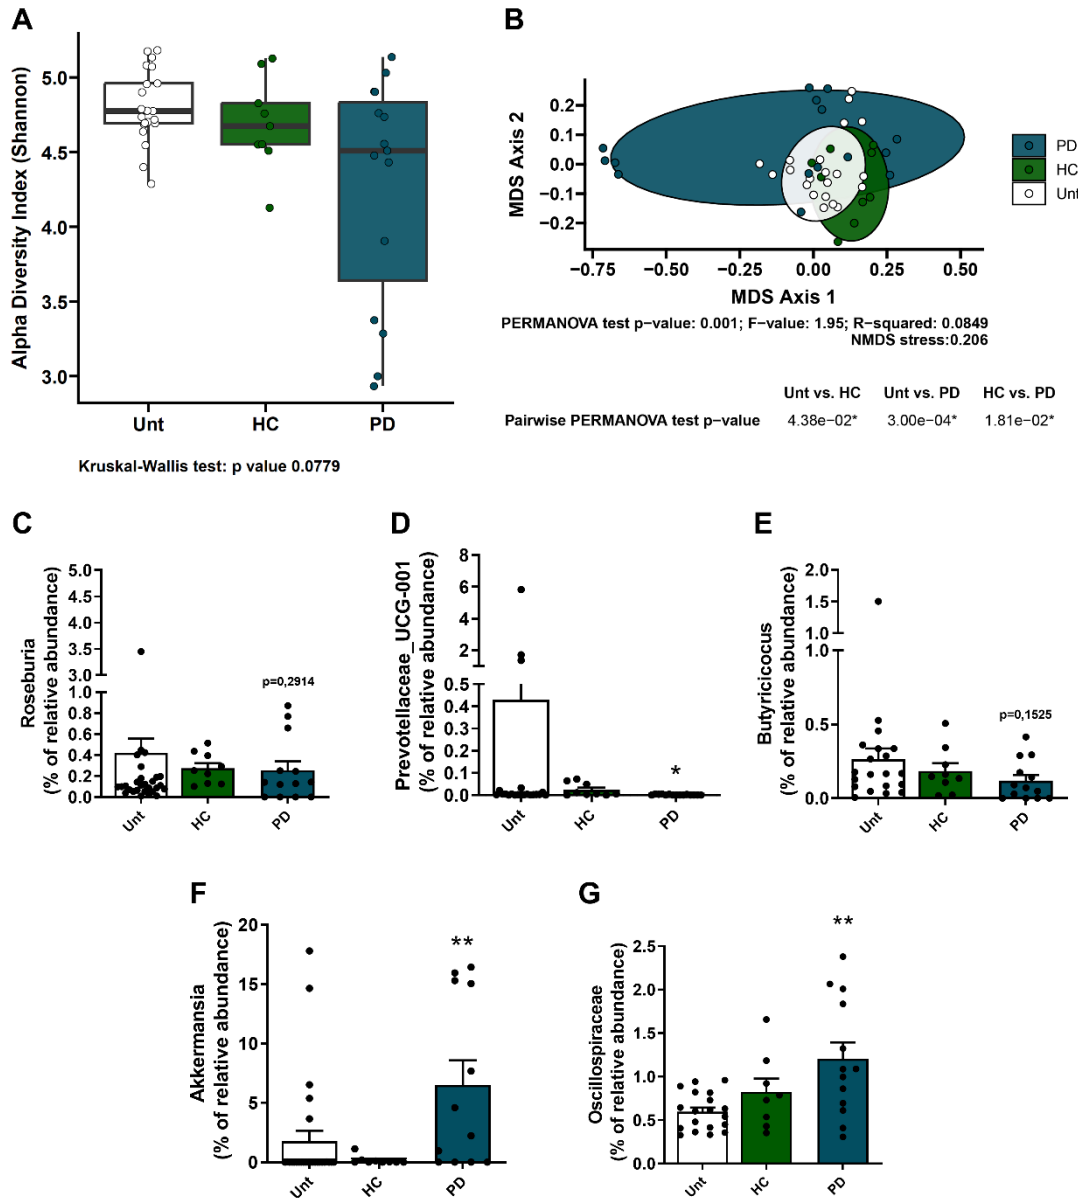 A
Alpha Diversity Index (Shannon)
5.0
4.5
4.0
3.5
3.0
Unt HC PD
Kruskal-Wallis test: p value 0.0779
B
MDS Axis 2
0.2
0.1
0.0
−0.1
−0.2
−0.75 −0.50 −0.25 0.00 0.25 0.50
MDS Axis 1
PD
HC
Unt
PERMANOVA test p−value: 0.001; F−value: 1.95; R−squared: 0.0849
NMDS stress:0.206
Unt vs. HC Unt vs. PD HC vs. PD
Pairwise PERMANOVA test p−value 4.38e−02* 3.00e−04* 1.81e−02*
C
Roseburia
(% of relative abundance)
5.0
4.5
4.0
3.5
3.0
1.0
0.8
0.6
0.4
0.2
0.0
p=0,2914
Unt HC PD
D
Prevotellaceae_UCG-001
(% of relative abundance)
8
6
4
2
0.5
0.4
0.3
0.2
0.1
0.0
*
Unt HC PD
E
Butyricicocus
(% of relative abundance)
2.0
1.5
1.0
1.0
0.5
0.0
p=0,1525
Unt HC PD
F
Akkermansia
(% of relative abundance)
20
15
10
5
0
**
Unt HC PD
G
Oscillospiraceae
(% of relative abundance)
2.5
2.0
1.5
1.0
0.5
0.0
**
Unt HC PD